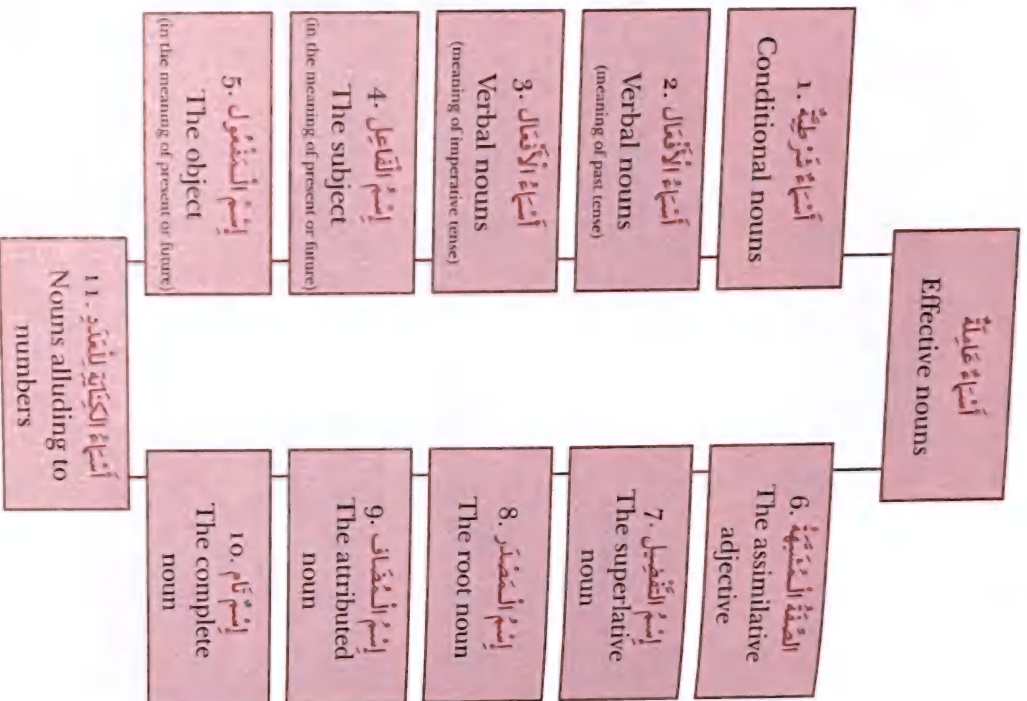 أَسْمَاءٌ عَامِلَةٌ
Effective nouns
1. أَسْمَاءٌ شَرْطِيَّةٌ
Conditional nouns
2. أَسْمَاءُ الْأَفْعَالِ
Verbal nouns
(meaning of past tense)
3. أَسْمَاءُ الْأَفْعَالِ
Verbal nouns
(meaning of imperative tense)
4. إِسْمُ الْفَاعِلِ
The subject
(in the meaning of present or future)
5. إِسْمُ الْمَفْعُولِ
The object
(in the meaning of present or future)
6. الصِّفَةُ الْمُشَبَّهَةُ
The assimilative
adjective
7. إِسْمُ التَّفْضِيلِ
The superlative
noun
8. إِسْمُ الْمَصْدَرِ
The root noun
9. إِسْمُ الْمُضَافِ
The attributed
noun
10. إِسْمٌ تَام
The complete
noun
11. أَسْمَاءُ الْكِنَايَةِ لِلْعَدَدِ
Nouns alluding to
numbers